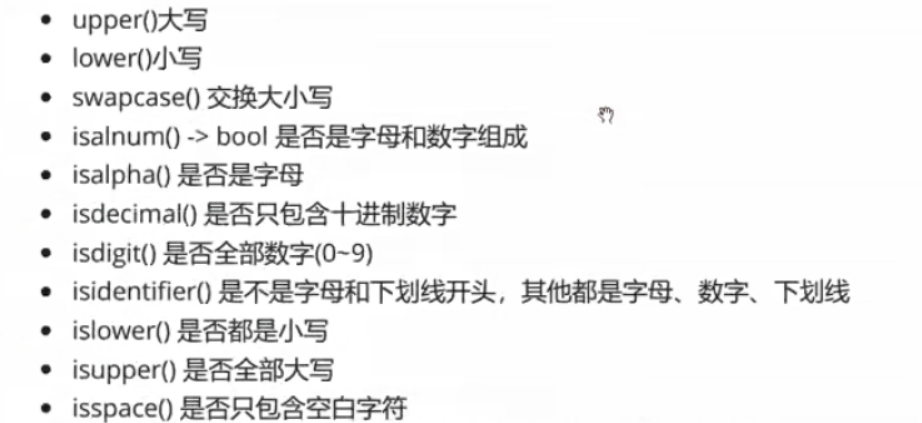 • upper()大写
• lower()小写
• swapcase() 交换大小写
• isalnum() -> bool 是否是字母和数字组成
• isalpha() 是否是字母
• isdecimal() 是否只包含十进制数字
• isdigit() 是否全部数字(0~9)
• isidentifier() 是不是字母和下划线开头，其他都是字母、数字、下划线
• islower() 是否都是小写
• isupper() 是否全部大写
• isspace() 是否只包含空白字符